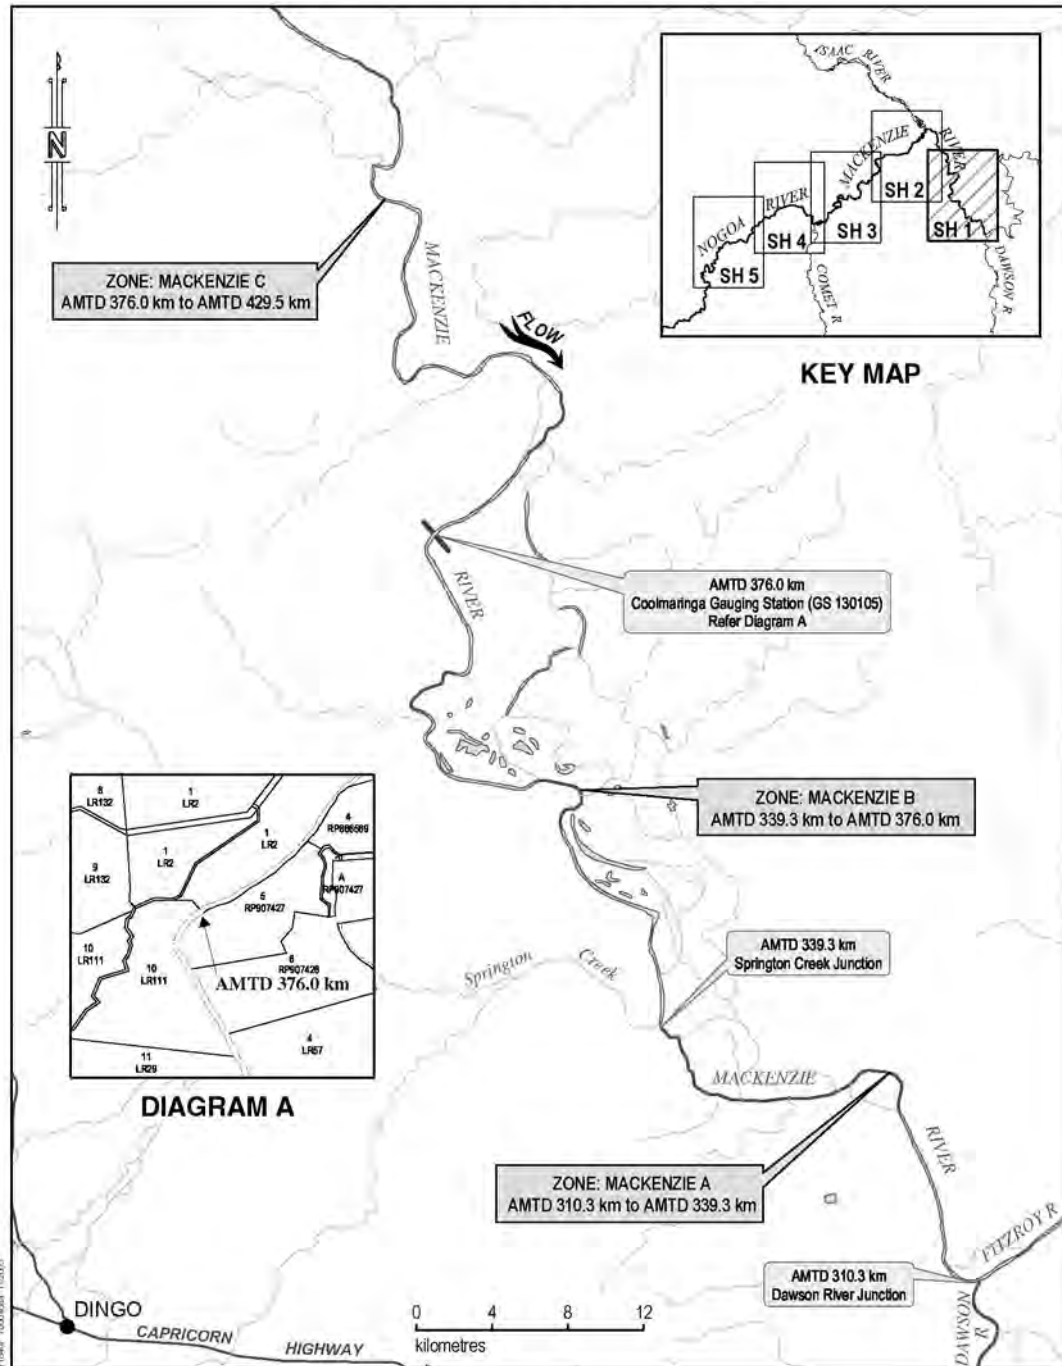 N
ISAAC RIVER
MACKENZIE RIVER
NOGOA RIVER
SH 1
SH 2
SH 3
SH 4
SH 5
COMET R
DAWSON R
KEY MAP
ZONE: MACKENZIE C
AMTD 376.0 km to AMTD 429.5 km
MACKENZIE
FLOW
AMTD 376.0 km
Coolmaringa Gauging Station (GS 130105)
Refer Diagram A
RIVER
ZONE: MACKENZIE B
AMTD 339.3 km to AMTD 376.0 km
8
LR132
1
LR2
1
LR2
1
LR2
4
9
LR132
A
RP907427
5
RP907427
10
LR111
10
LR111
6
RP907426
AMTD 376.0 km
11
LR29
4
LR57
DIAGRAM A
AMTD 339.3 km
Springton Creek Junction
Springton Creek
MACKENZIE
RIVER
ZONE: MACKENZIE A
AMTD 310.3 km to AMTD 339.3 km
FITZROY R
AMTD 310.3 km
Dawson River Junction
DAWSON R
DINGO
CAPRICORN HIGHWAY
0 4 8 12
kilometres